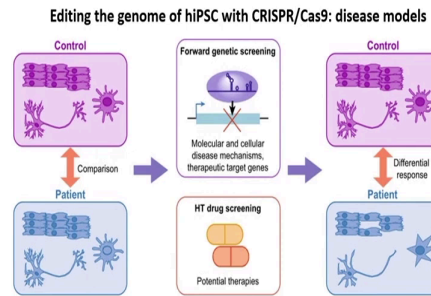 Editing the genome of hiPSC with CRISPR/Cas9: disease models
Control
Comparison
Patient
Forward genetic screening
Molecular and cellular
disease mechanisms,
therapeutic target genes
HT drug screening
Potential therapies
Control
Differential
response
Patient